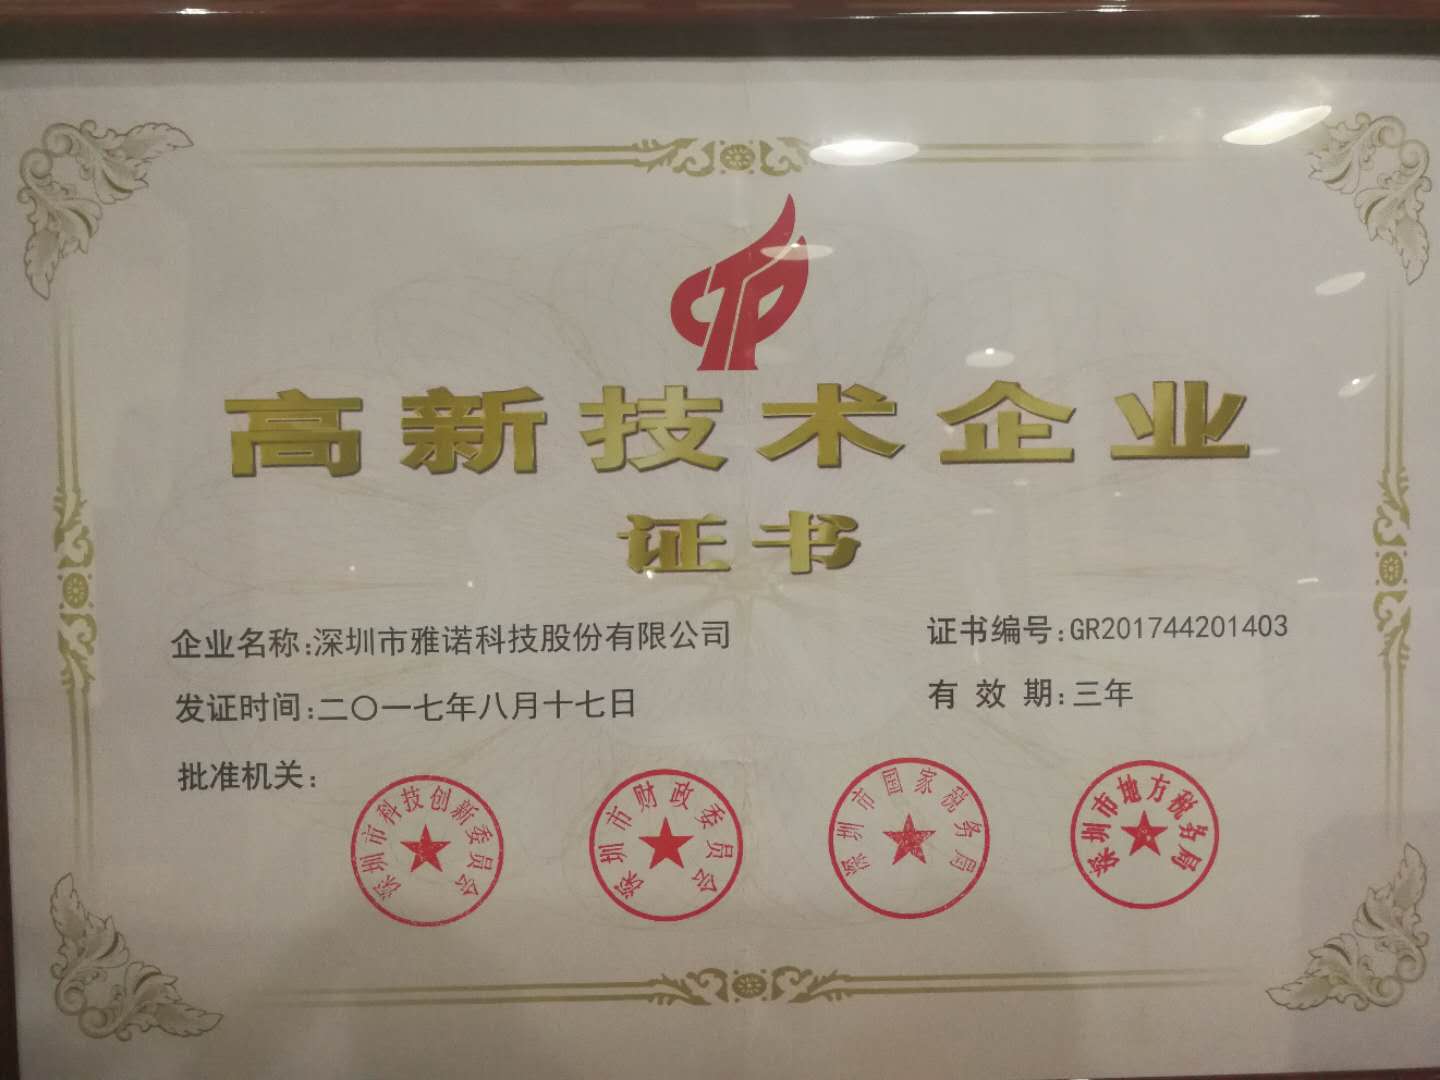 高新技术企业
证书
企业名称:深圳市雅诺科技股份有限公司
证书编号:GR201744201403
发证时间:二〇一七年八月十七日
有效期:三年
批准机关:
深圳市科技创新委员会
深圳市财政委员会
深圳市国家税务局
深圳市地方税务局